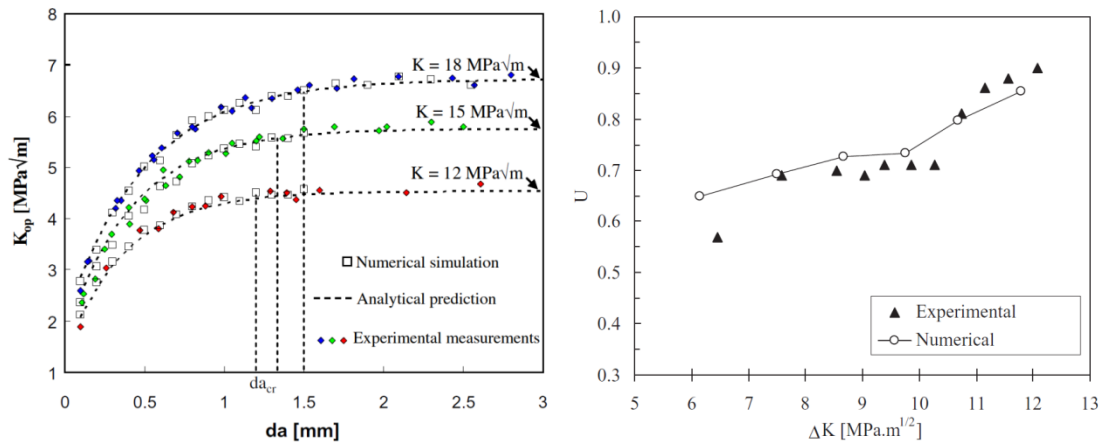 8
7
6
5
4
3
2
1
K_op [MPa√m]
K = 18 MPa√m
K = 15 MPa√m
K = 12 MPa√m
Numerical simulation
Analytical prediction
Experimental measurements
0 0.5 1 1.5 2 2.5 3
da_cr
da [mm]
1.0
0.9
0.8
0.7
0.6
0.5
0.4
0.3
U
Experimental
Numerical
5 6 7 8 9 10 11 12 13
ΔK [MPa.m^1/2]